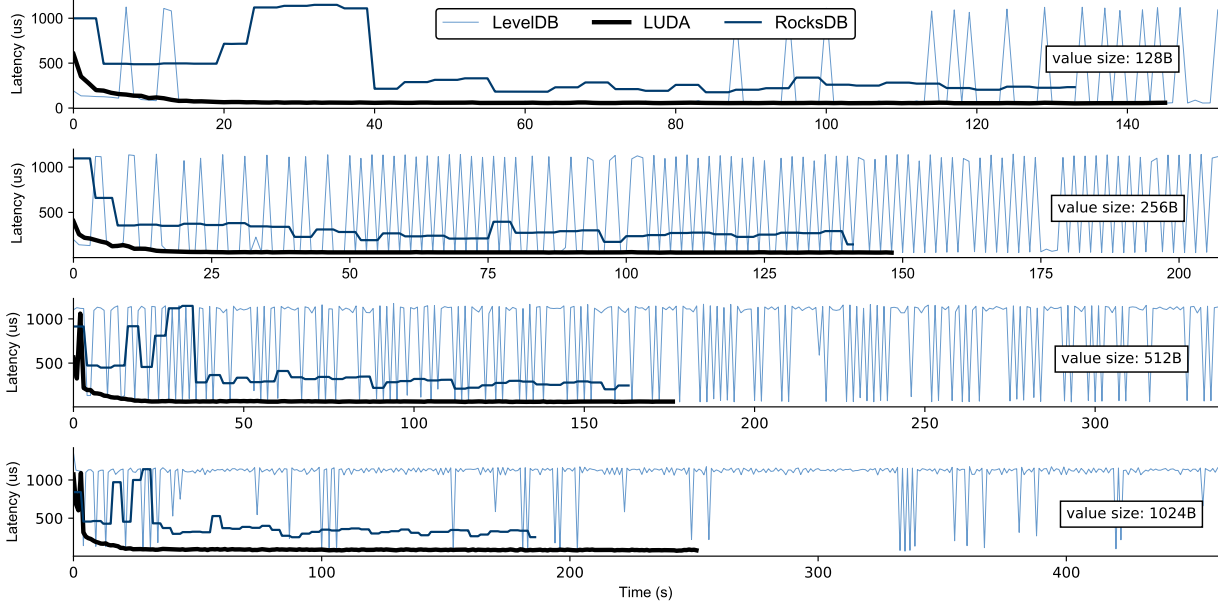 LevelDB LUDA RocksDB
Latency (us)
1000
500
0
value size: 128B
0 20 40 60 80 100 120 140
Latency (us)
1000
500
value size: 256B
0 25 50 75 100 125 150 175 200
Latency (us)
1000
500
value size: 512B
0 50 100 150 200 250 300
Latency (us)
1000
500
value size: 1024B
0 100 200 300 400
Time (s)